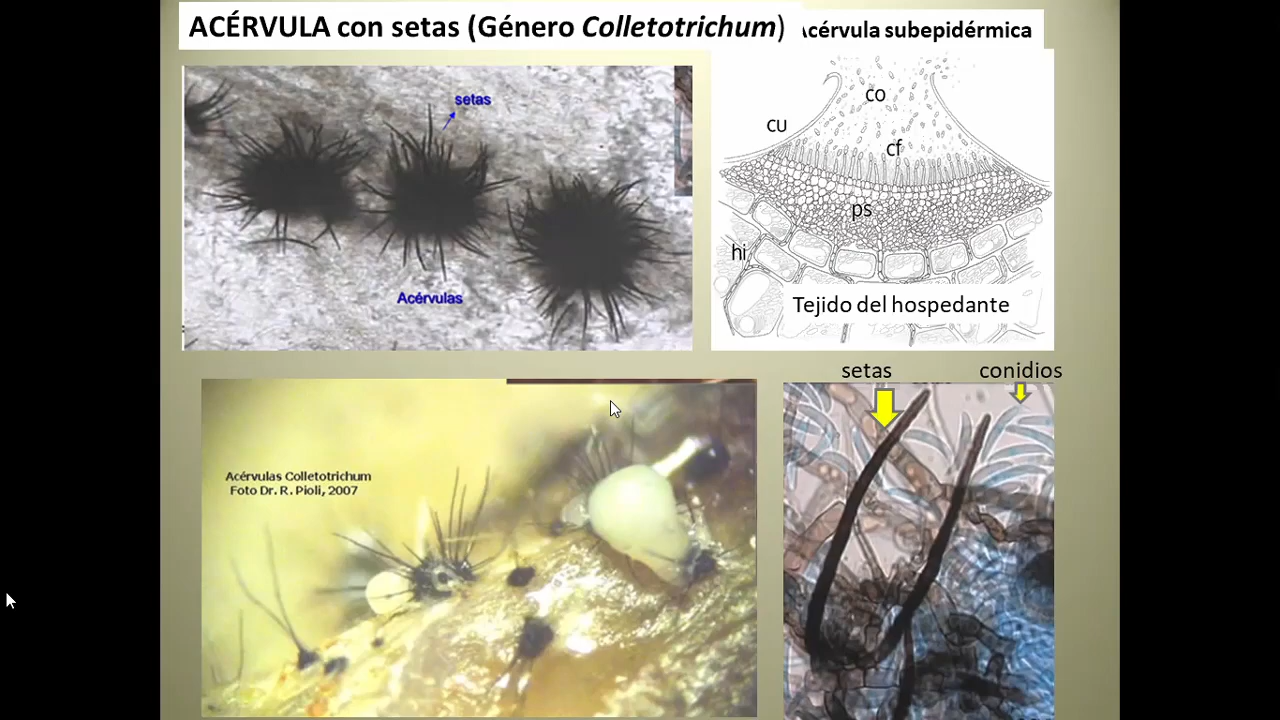 ACÉRVULA con setas (Género Colletotrichum)
Acérvula subepidérmica
setas
Acérvulas
co
cu
cf
ps
hi
Tejido del hospedante
Acérvulas Colletotrichum
Foto Dr. R. Pioli, 2007
setas
conidios